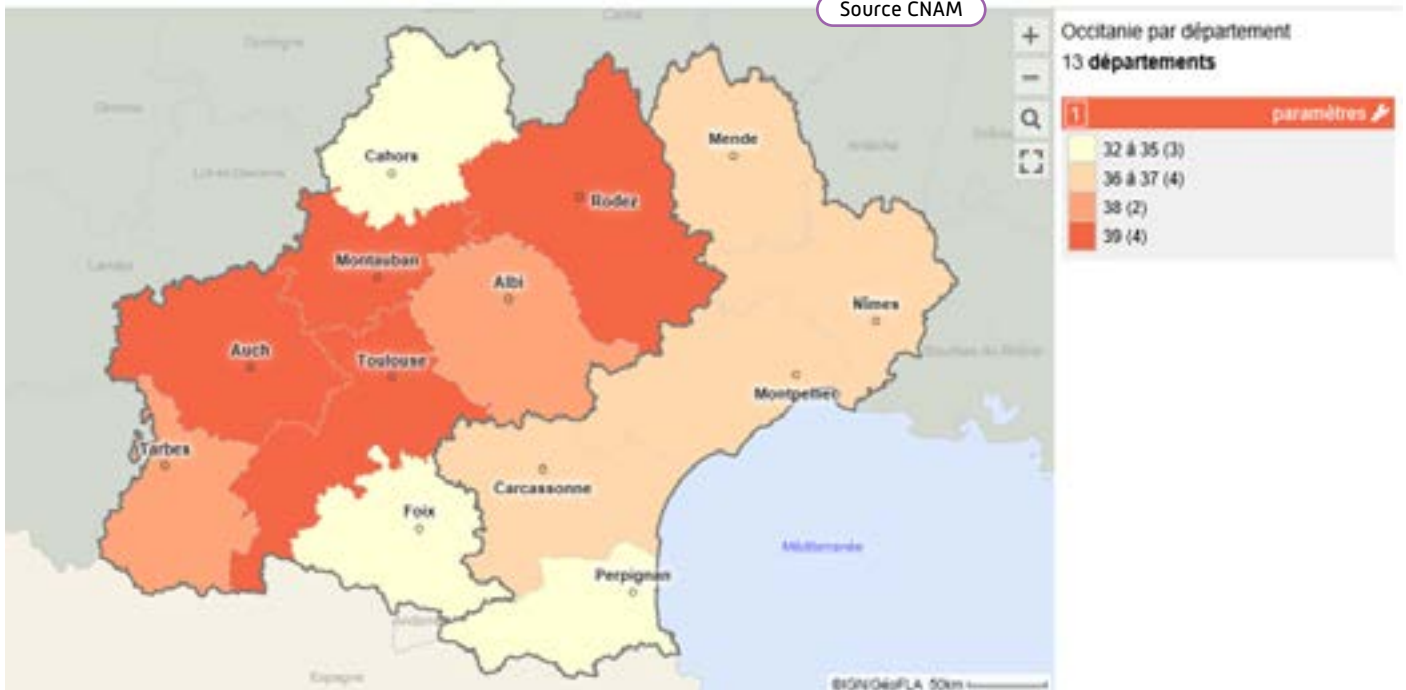 Source CNAM
Occitanie par département
13 départements
1 paramètres
32 à 35 (3)
36 à 37 (4)
38 (2)
39 (4)
Cahors
Mende
Rodez
Montauban
Albi
Nîmes
Auch
Toulouse
Montpellier
Tarbes
Carcassonne
Foix
Méditerranée
Perpignan
Espagne
©IGN/GéoFLA 50km